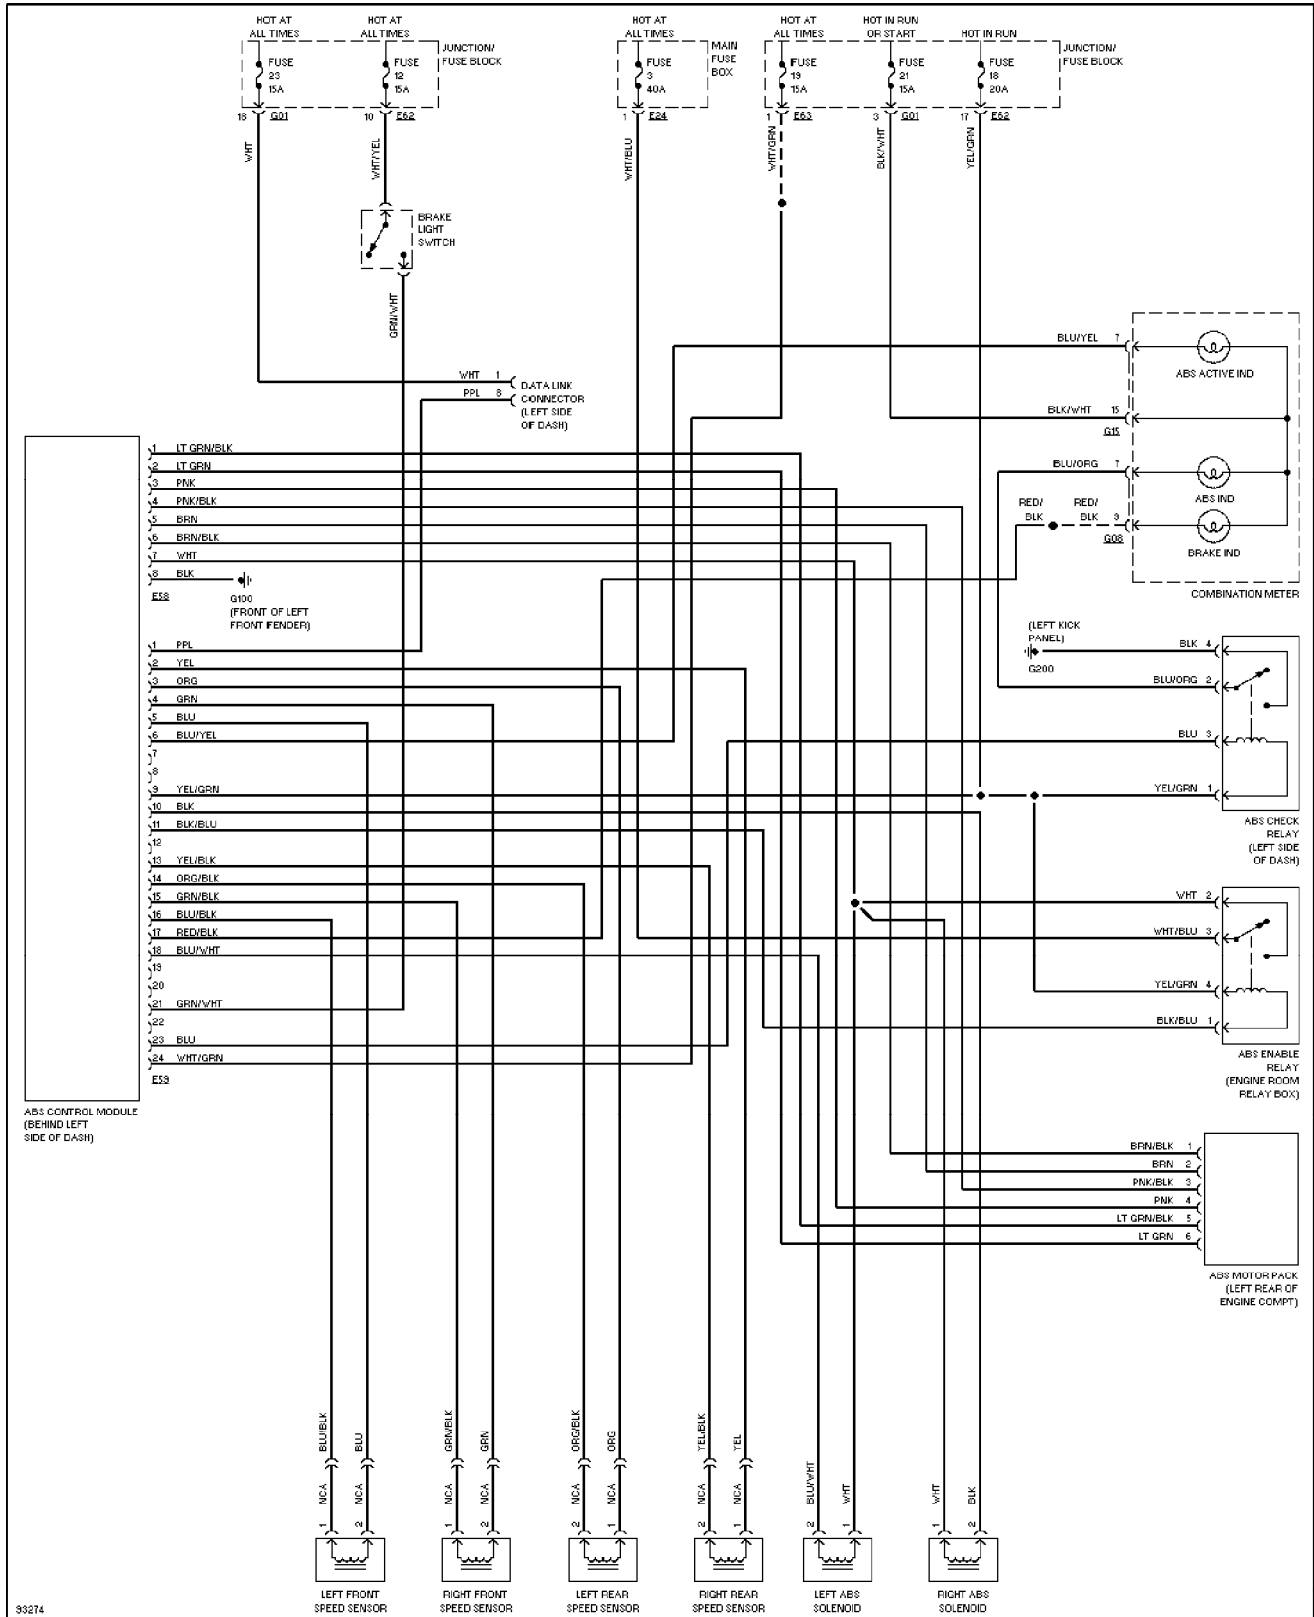 HOT AT
ALL TIMES
HOT AT
ALL TIMES
HOT AT
ALL TIMES
HOT AT
ALL TIMES
HOT IN RUN
OR START
HOT IN RUN
FUSE
23
15A
FUSE
12
15A
JUNCTION/
FUSE BLOCK
FUSE
3
40A
MAIN
FUSE
BOX
FUSE
19
15A
FUSE
21
15A
FUSE
18
20A
JUNCTION/
FUSE BLOCK
18 G01
10 E62
1 E24
1 E63
3 G01
17 E62
WHT
WHT/YEL
WHT/BLU
WHT/GRN
BLK/WHT
YEL/GRN
BRAKE
LIGHT
SWITCH
GRN/WHT
WHT 1
PPL 8
DATA LINK
CONNECTOR
(LEFT SIDE
OF DASH)
BLU/YEL 7
ABS ACTIVE IND
BLK/WHT 15
G15
BLU/ORG 7
ABS IND
RED/
BLK
RED/
BLK 9
G08
BRAKE IND
COMBINATION METER
1 LT GRN/BLK
2 LT GRN
3 PNK
4 PNK/BLK
5 BRN
6 BRN/BLK
7 WHT
8 BLK
E58
G100
(FRONT OF LEFT
FRONT FENDER)
1 PPL
2 YEL
3 ORG
4 GRN
5 BLU
6 BLU/YEL
7
8
9 YEL/GRN
10 BLK
11 BLK/BLU
12
13 YEL/BLK
14 ORG/BLK
15 GRN/BLK
16 BLU/BLK
17 RED/BLK
18 BLU/WHT
19
20
21 GRN/WHT
22
23 BLU
24 WHT/GRN
E59
ABS CONTROL MODULE
(BEHIND LEFT
SIDE OF DASH)
(LEFT KICK
PANEL)
G200
BLK 4
BLU/ORG 2
BLU 3
YEL/GRN 1
ABS CHECK
RELAY
(LEFT SIDE
OF DASH)
WHT 2
WHT/BLU 3
YEL/GRN 4
BLK/BLU 1
ABS ENABLE
RELAY
(ENGINE ROOM
RELAY BOX)
BRN/BLK 1
BRN 2
PNK/BLK 3
PNK 4
LT GRN/BLK 5
LT GRN 6
ABS MOTOR PACK
(LEFT REAR OF
ENGINE COMPT)
BLU/BLK
BLU
GRN/BLK
GRN
ORG/BLK
ORG
YEL/BLK
YEL
NCA
NCA
NCA
NCA
NCA
NCA
NCA
NCA
BLU/WHT
WHT
WHT
BLK
1
2
1
2
2
1
2
1
2
1
1
2
LEFT FRONT
SPEED SENSOR
RIGHT FRONT
SPEED SENSOR
LEFT REAR
SPEED SENSOR
RIGHT REAR
SPEED SENSOR
LEFT ABS
SOLENOID
RIGHT ABS
SOLENOID
93274